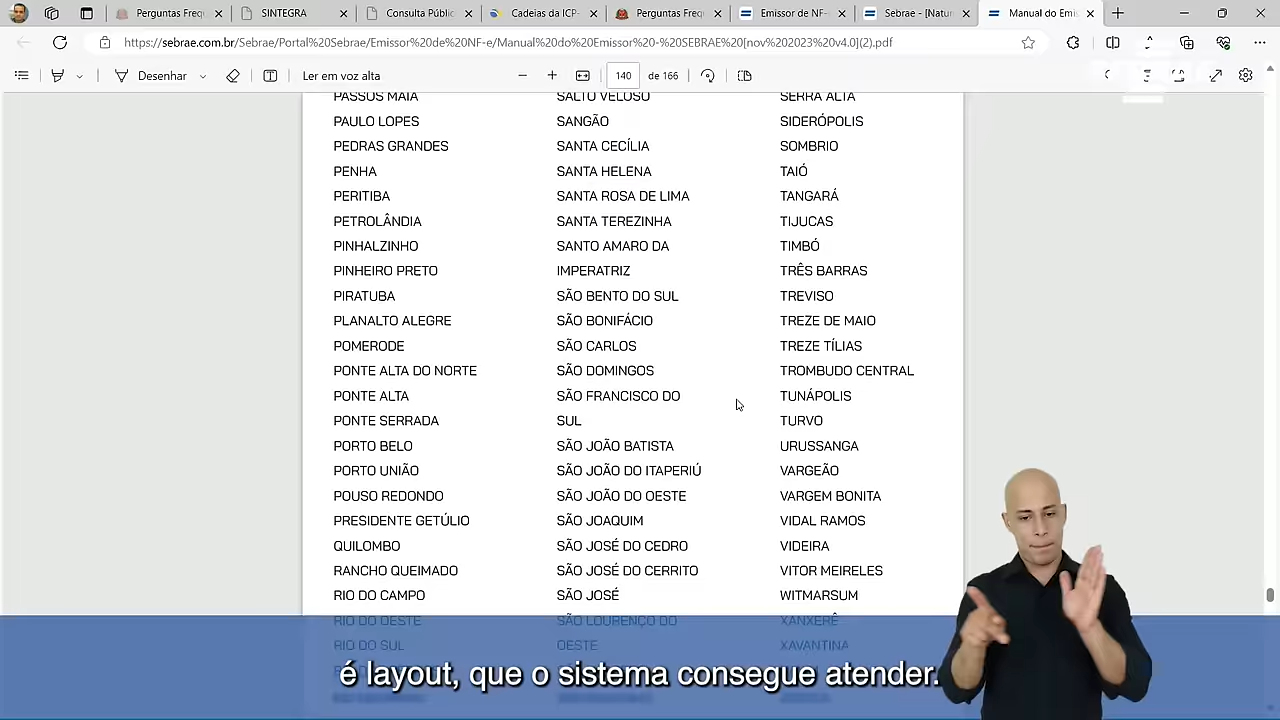 Perguntas Freq
SINTEGRA
Consulta Públi
Cadeias da ICP-
Perguntas Freq
Emissor de NF-
Sebrae - [Natur
Manual do Emis
https://sebrae.com.br/Sebrae/Portal%20Sebrae/Emissor%20de%20NF-e/Manual%20do%20Emissor%20-%20SEBRAE%20[nov%202023%20v4.0](2).pdf
Desenhar
Ler em voz alta
140
de 166
PASSOS MAIA
PAULO LOPES
PEDRAS GRANDES
PENHA
PERITIBA
PETROLÂNDIA
PINHALZINHO
PINHEIRO PRETO
PIRATUBA
PLANALTO ALEGRE
POMERODE
PONTE ALTA DO NORTE
PONTE ALTA
PONTE SERRADA
PORTO BELO
PORTO UNIÃO
POUSO REDONDO
PRESIDENTE GETÚLIO
QUILOMBO
RANCHO QUEIMADO
RIO DO CAMPO
RIO DO OESTE
RIO DO SUL
SALTO VELOSO
SANGÃO
SANTA CECÍLIA
SANTA HELENA
SANTA ROSA DE LIMA
SANTA TEREZINHA
SANTO AMARO DA
IMPERATRIZ
SÃO BENTO DO SUL
SÃO BONIFÁCIO
SÃO CARLOS
SÃO DOMINGOS
SÃO FRANCISCO DO
SUL
SÃO JOÃO BATISTA
SÃO JOÃO DO ITAPERIÚ
SÃO JOÃO DO OESTE
SÃO JOAQUIM
SÃO JOSÉ DO CEDRO
SÃO JOSÉ DO CERRITO
SÃO JOSÉ
SÃO LOURENÇO DO
OESTE
SERRA ALTA
SIDERÓPOLIS
SOMBRIO
TAIÓ
TANGARÁ
TIJUCAS
TIMBÓ
TRÊS BARRAS
TREVISO
TREZE DE MAIO
TREZE TÍLIAS
TROMBUDO CENTRAL
TUNÁPOLIS
TURVO
URUSSANGA
VARGEÃO
VARGEM BONITA
VIDAL RAMOS
VIDEIRA
VITOR MEIRELES
WITMARSUM
XANXERÊ
XAVANTINA
é layout, que o sistema consegue atender.